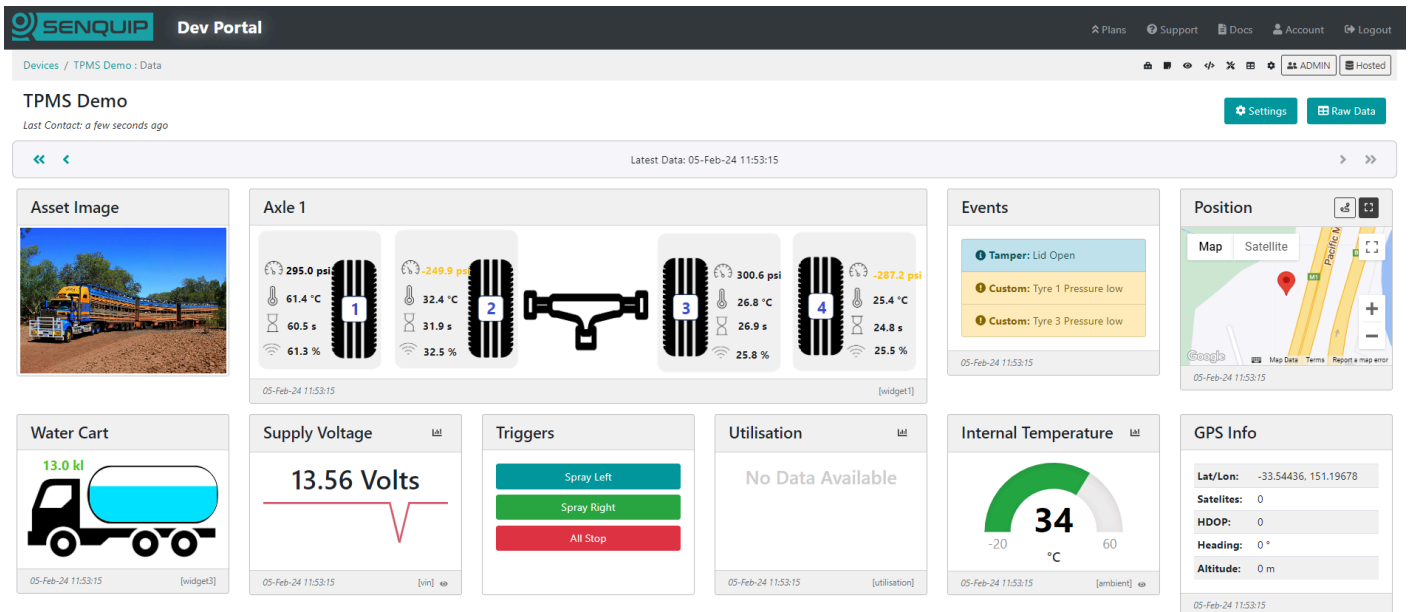 SENQUIP Dev Portal
Plans Support Docs Account Logout
Devices / TPMS Demo : Data
ADMIN Hosted
TPMS Demo
Last Contact: a few seconds ago
Settings Raw Data
Latest Data: 05-Feb-24 11:53:15
Asset Image
Axle 1
295.0 psi
61.4 °C
60.5 s
61.3 %
1
-249.9 psi
32.4 °C
31.9 s
32.5 %
2
3
300.6 psi
26.8 °C
26.9 s
25.8 %
4
-287.2 psi
25.4 °C
24.8 s
25.5 %
05-Feb-24 11:53:15 [widget1]
Events
Tamper: Lid Open
Custom: Tyre 1 Pressure low
Custom: Tyre 3 Pressure low
05-Feb-24 11:53:15
Position
Map Satellite
M1
Google Map Data Terms Report a map error
05-Feb-24 11:53:15
Water Cart
13.0 kl
05-Feb-24 11:53:15 [widget3]
Supply Voltage
13.56 Volts
05-Feb-24 11:53:15 [vin]
Triggers
Spray Left
Spray Right
All Stop
Utilisation
No Data Available
05-Feb-24 11:53:15 [utilisation]
Internal Temperature
34
-20 60
°C
05-Feb-24 11:53:15 [ambient]
GPS Info
Lat/Lon: -33.54436, 151.19678
Satelites: 0
HDOP: 0
Heading: 0 °
Altitude: 0 m
05-Feb-24 11:53:15